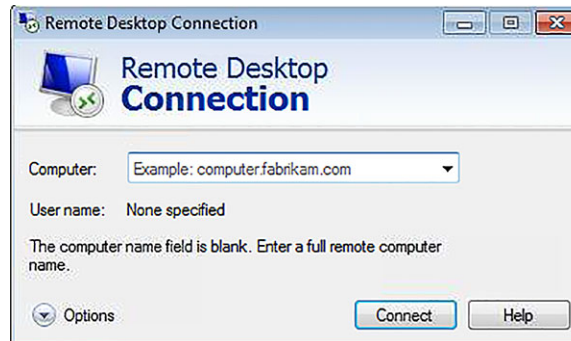 Remote Desktop Connection
Remote Desktop
Connection
Computer:
Example: computer.fabrikam.com
User name:
None specified
The computer name field is blank. Enter a full remote computer
name.
Options
Connect
Help